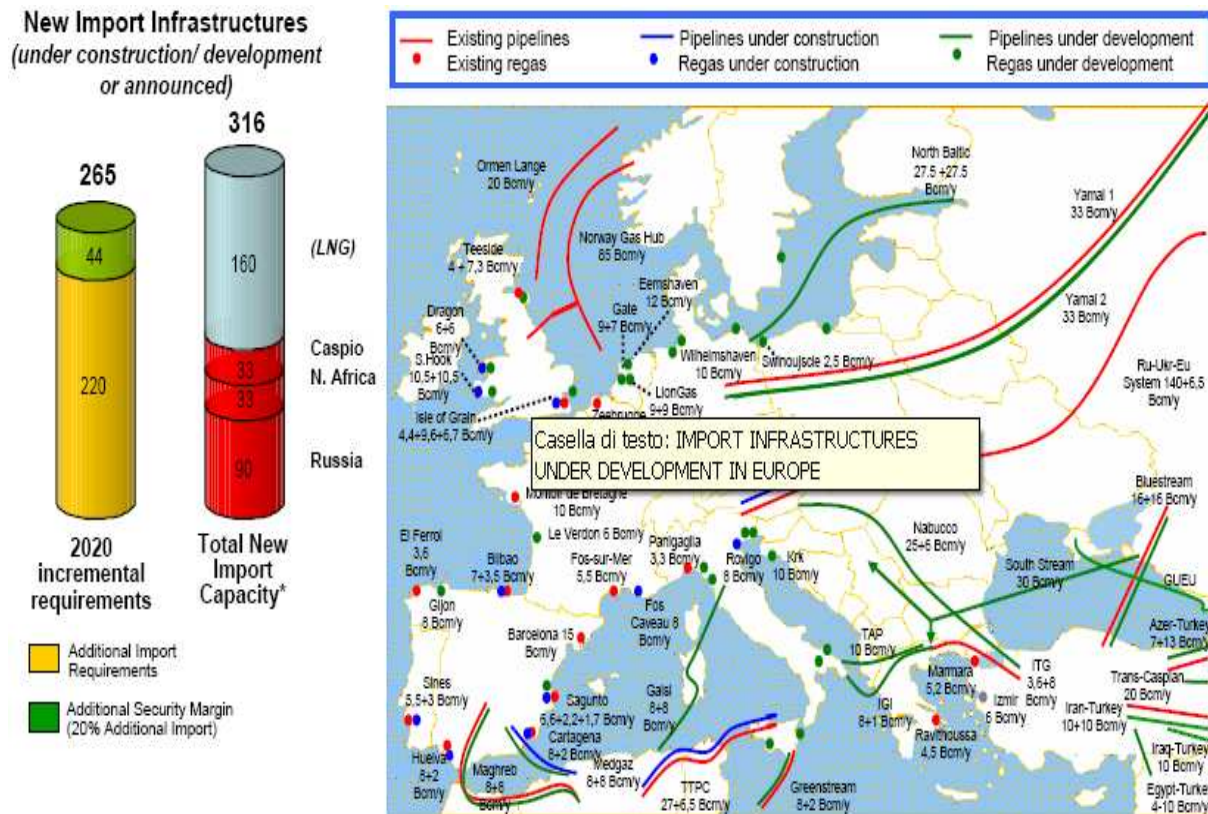 New Import Infrastructures
(under construction/ development
or announced)
316
265
44
220
160
33
33
90
(LNG)
Caspio
N. Africa
Russia
2020
incremental
requirements
Total New
Import
Capacity*
Additional Import
Requirements
Additional Security Margin
(20% Additional Import)
Existing pipelines
Existing regas
Pipelines under construction
Regas under construction
Pipelines under development
Regas under development
Ormen Lange
20 Bcm/y
North Baltic
27.5 +27.5
Bcm/y
Yamal 1
33 Bcm/y
Norway Gas Hub
85 Bcm/y
Teeside
4 + 7,3 Bcm/y
Eemshaven
12 Bcm/y
Gate
9+7 Bcm/y
Dragon
6+6
Bcm/y
S.Hook
10,5+10,5
Bcm/y
Yamal 2
33 Bcm/y
Wilhelmshaven
10 Bcm/y
Swinoujscie 2,5 Bcm/y
Ru-Ukr-Eu
System 140+6,5
Bcm/y
LionGas
9+9 Bcm/y
Isle of Grain
4,4+9,6+6,7 Bcm/y
Zeebrugge
Casella di testo: IMPORT INFRASTRUCTURES
UNDER DEVELOPMENT IN EUROPE
Montoir de Bretagne
10 Bcm/y
Bluestream
16+16 Bcm/y
Le Verdon 6 Bcm/y
El Ferrol
3,6
Bcm/y
Bilbao
7+3,5 Bcm/y
Fos-sur-Mer
5,5 Bcm/y
Panigaglia
3,3 Bcm/y
Rovigo
8 Bcm/y
Krk
10 Bcm/y
Nabucco
25+6 Bcm/y
South Stream
30 Bcm/y
GUEU
Gijon
8 Bcm/y
Fos
Caveau 8
Bcm/y
Barcelona 15
Bcm/y
Azer-Turkey
7+13 Bcm/y
TAP
10 Bcm/y
Marmara
5,2 Bcm/y
ITG
3,6+8
Bcm/y
Trans-Caspian
20 Bcm/y
Sines
5,5+3 Bcm/y
Sagunto
6,6+2,2+1,7 Bcm/y
Galsi
8+8
Bcm/y
IGI
8+1 Bcm/y
Izmir
6 Bcm/y
Iran-Turkey
10+10 Bcm/y
Cartagena
8+2 Bcm/y
Ravithoussa
4,5 Bcm/y
Huelva
8+2
Bcm/y
Maghreb
8+6
Bcm/y
Medgaz
8+8 Bcm/y
TTPC
27+6,5 Bcm/y
Greenstream
8+2 Bcm/y
Iraq-Turkey
10 Bcm/y
Egypt-Turkey
4-10 Bcm/y